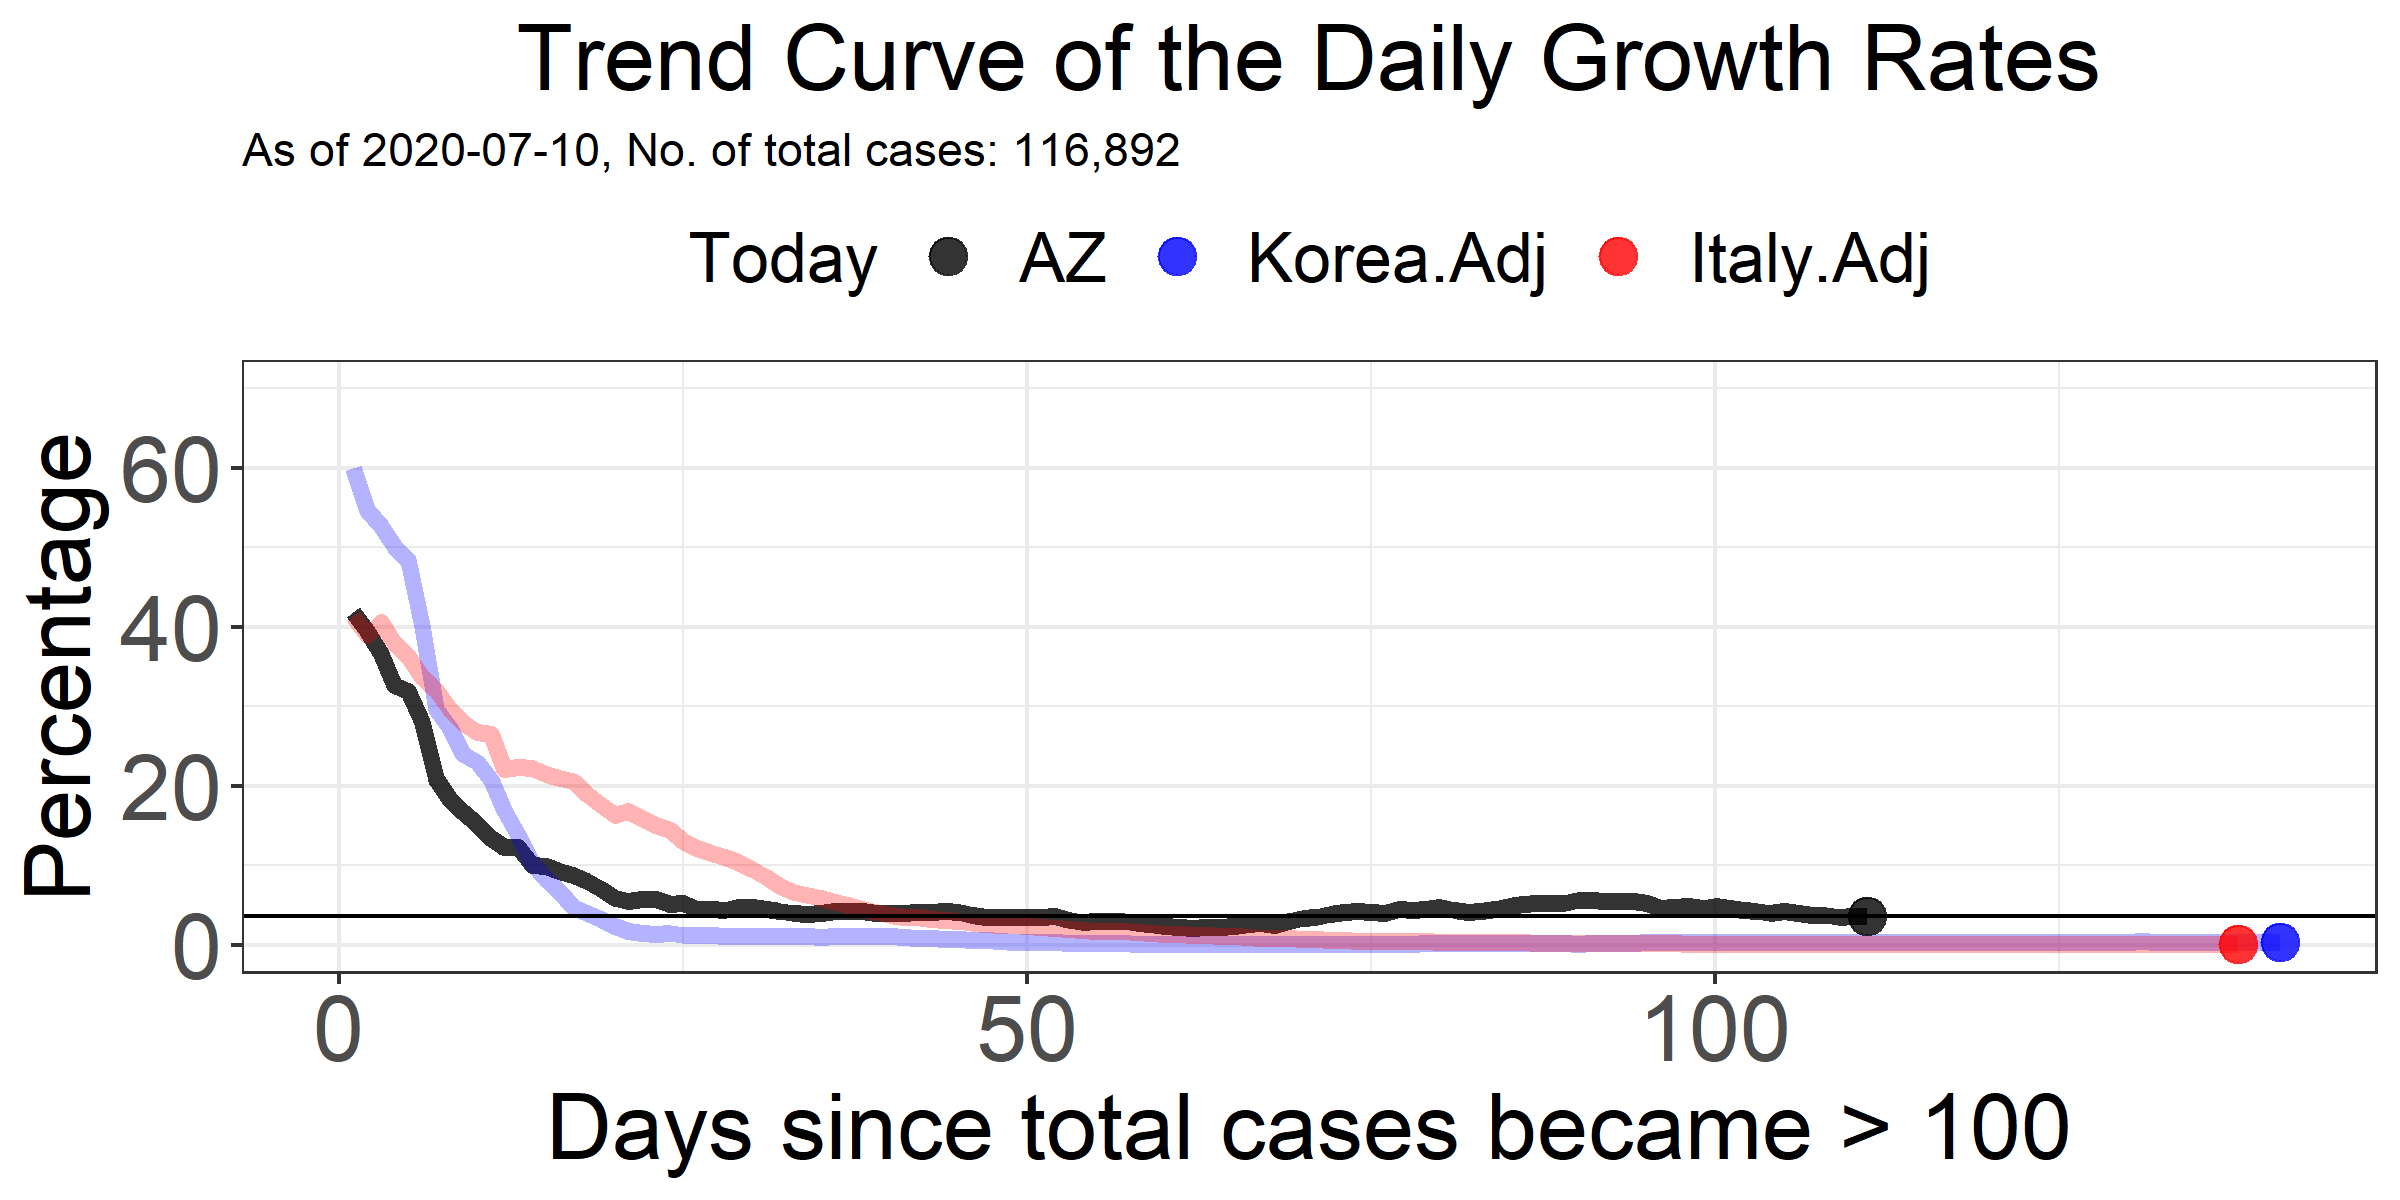 Trend Curve of the Daily Growth Rates
As of 2020-07-10, No. of total cases: 116,892
Today AZ Korea.Adj Italy.Adj
Percentage
60
40
20
0
0 50 100
Days since total cases became > 100